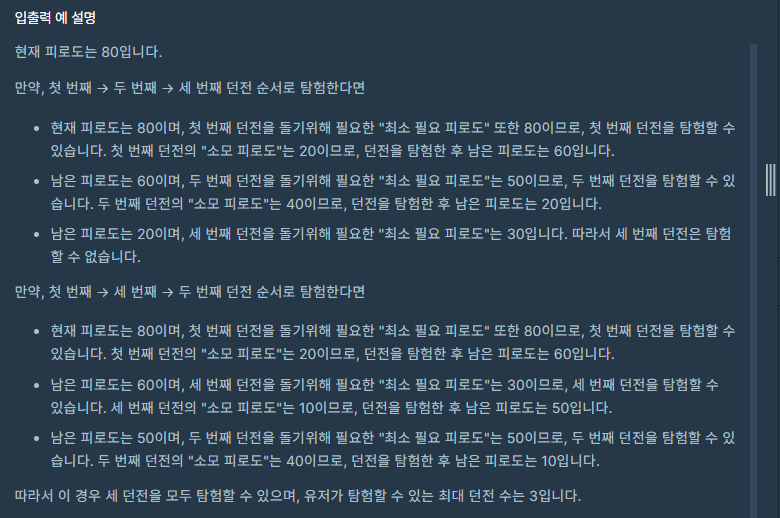 입출력 예 설명
현재 피로도는 80입니다.
만약, 첫 번째 → 두 번째 → 세 번째 던전 순서로 탐험한다면
• 현재 피로도는 80이며, 첫 번째 던전을 돌기위해 필요한 "최소 필요 피로도" 또한 80이므로, 첫 번째 던전을 탐험할 수
있습니다. 첫 번째 던전의 "소모 피로도"는 20이므로, 던전을 탐험한 후 남은 피로도는 60입니다.
• 남은 피로도는 60이며, 두 번째 던전을 돌기위해 필요한 "최소 필요 피로도"는 50이므로, 두 번째 던전을 탐험할 수 있
습니다. 두 번째 던전의 "소모 피로도"는 40이므로, 던전을 탐험한 후 남은 피로도는 20입니다.
• 남은 피로도는 20이며, 세 번째 던전을 돌기위해 필요한 "최소 필요 피로도"는 30입니다. 따라서 세 번째 던전은 탐험
할 수 없습니다.
만약, 첫 번째 → 세 번째 → 두 번째 던전 순서로 탐험한다면
• 현재 피로도는 80이며, 첫 번째 던전을 돌기위해 필요한 "최소 필요 피로도" 또한 80이므로, 첫 번째 던전을 탐험할 수
있습니다. 첫 번째 던전의 "소모 피로도"는 20이므로, 던전을 탐험한 후 남은 피로도는 60입니다.
• 남은 피로도는 60이며, 세 번째 던전을 돌기위해 필요한 "최소 필요 피로도"는 30이므로, 세 번째 던전을 탐험할 수
있습니다. 세 번째 던전의 "소모 피로도"는 10이므로, 던전을 탐험한 후 남은 피로도는 50입니다.
• 남은 피로도는 50이며, 두 번째 던전을 돌기위해 필요한 "최소 필요 피로도"는 50이므로, 두 번째 던전을 탐험할 수 있
습니다. 두 번째 던전의 "소모 피로도"는 40이므로, 던전을 탐험한 후 남은 피로도는 10입니다.
따라서 이 경우 세 던전을 모두 탐험할 수 있으며, 유저가 탐험할 수 있는 최대 던전 수는 3입니다.